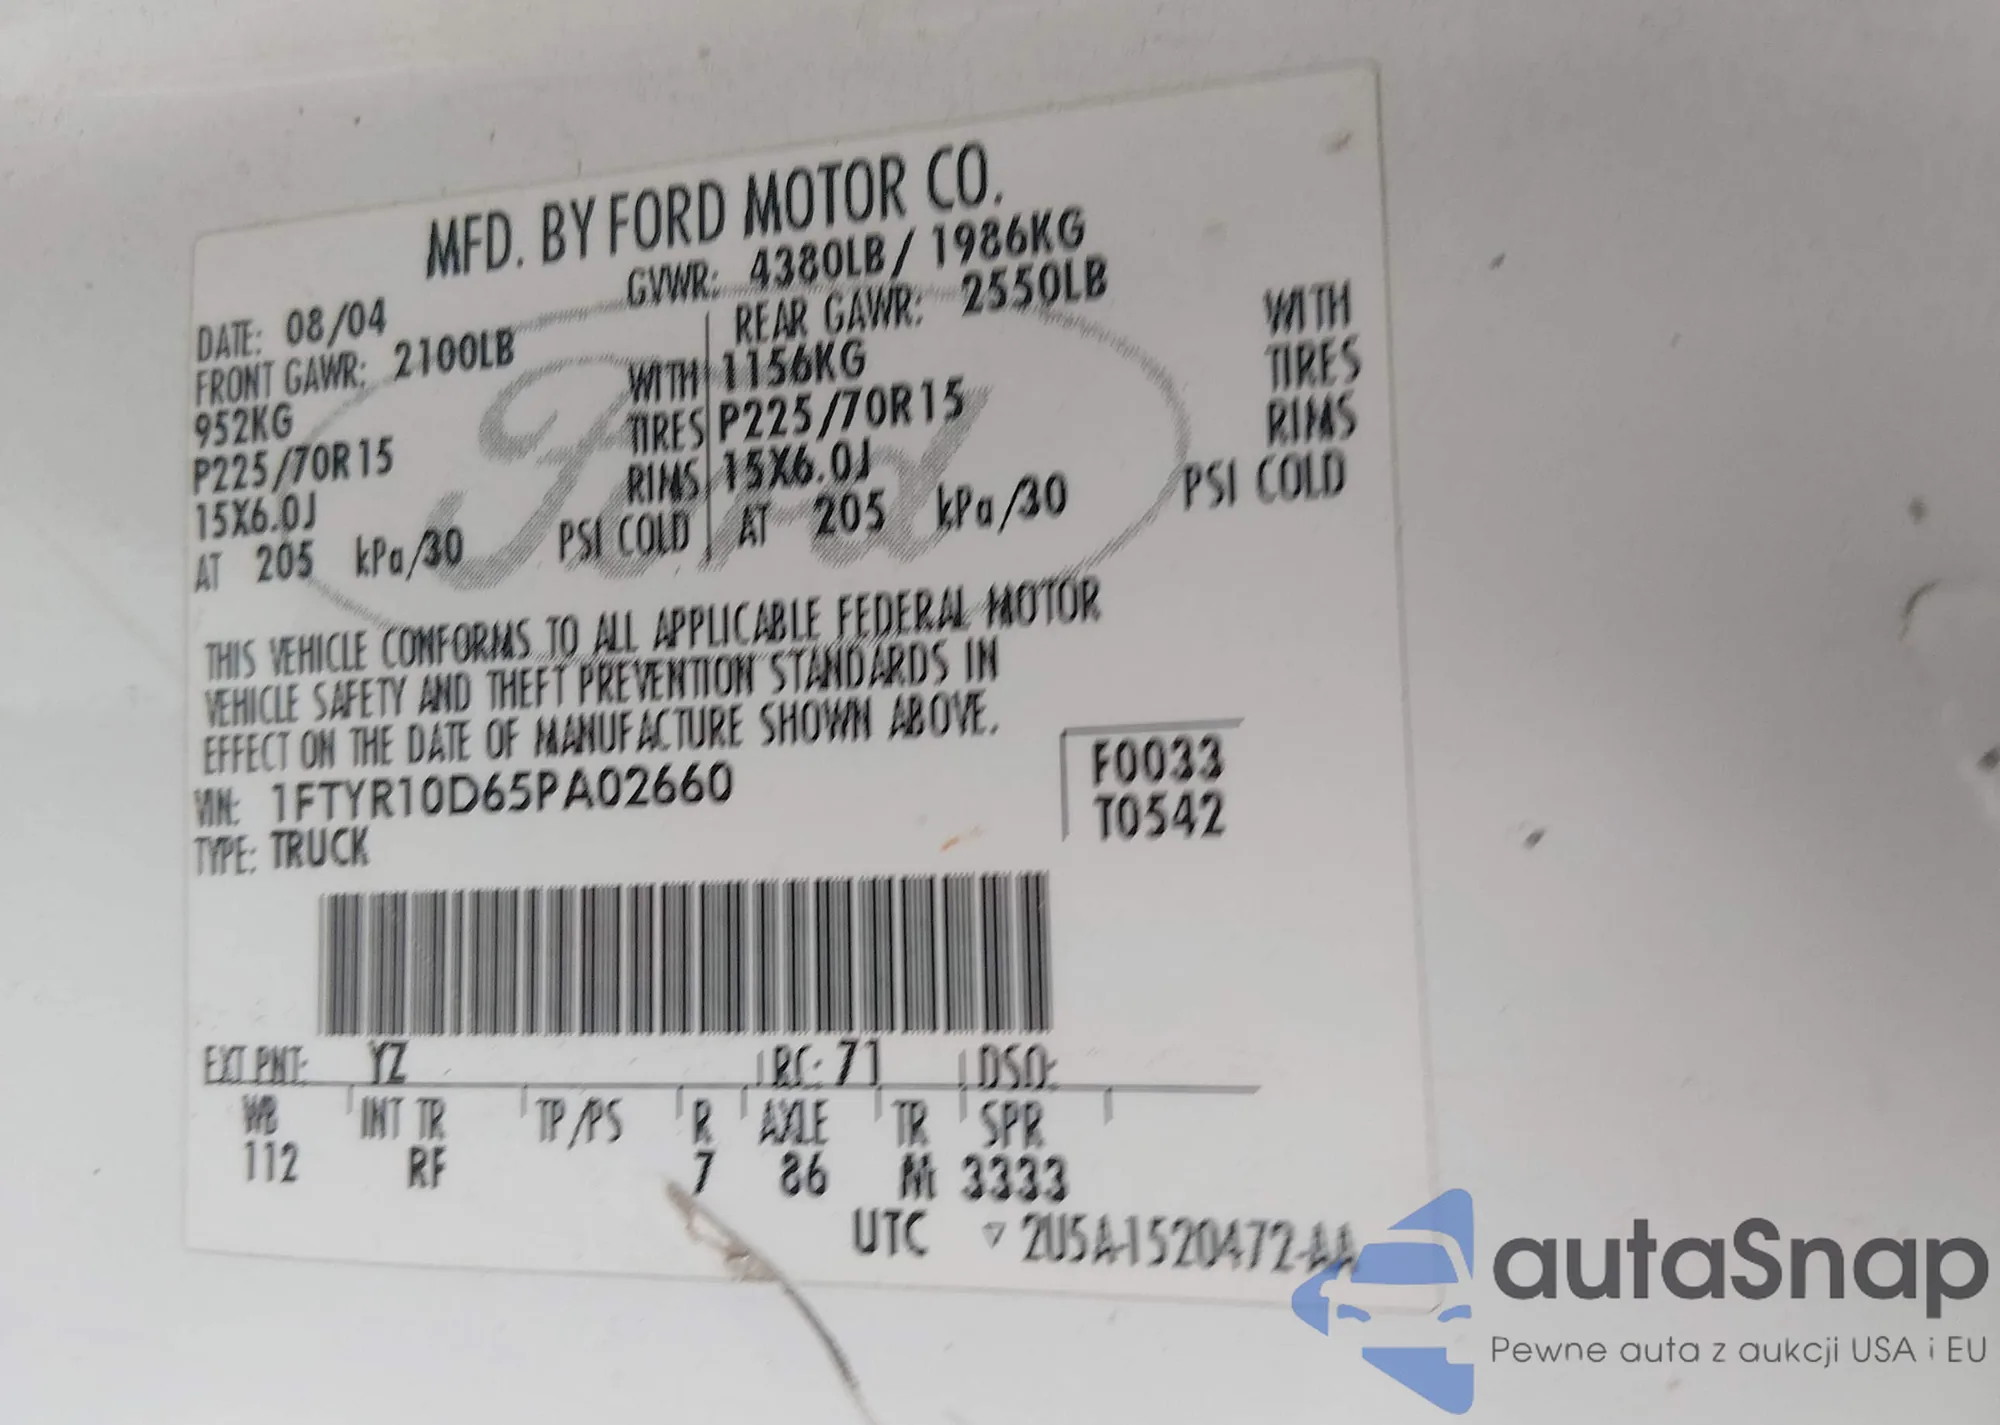 MFD. BY FORD MOTOR CO.
DATE: 08/04 GVWR: 4380LB/ 1986KG
FRONT GAWR: 2100LB REAR GAWR: 2550LB
952KG WITH 1156KG WITH
P225/70R15 TIRES P225/70R15 TIRES
15X6.0J RIMS 15X6.0J RIMS
AT 205 kPa/30 PSI COLD AT 205 kPa/30 PSI COLD
Ford
THIS VEHICLE CONFORMS TO ALL APPLICABLE FEDERAL MOTOR
VEHICLE SAFETY AND THEFT PREVENTION STANDARDS IN
EFFECT ON THE DATE OF MANUFACTURE SHOWN ABOVE.
VIN: 1FTYR10D65PA02660 F0033
TYPE: TRUCK T0542
EXT PNT: YZ RC: 71 DSO:
WB INT TR TP/PS R AXLE TR SPR
112 RF 7 86 M 3333
UTC ▽ 2U5A-1520472-AA
autaSnap
Pewne auta z aukcji USA i EU